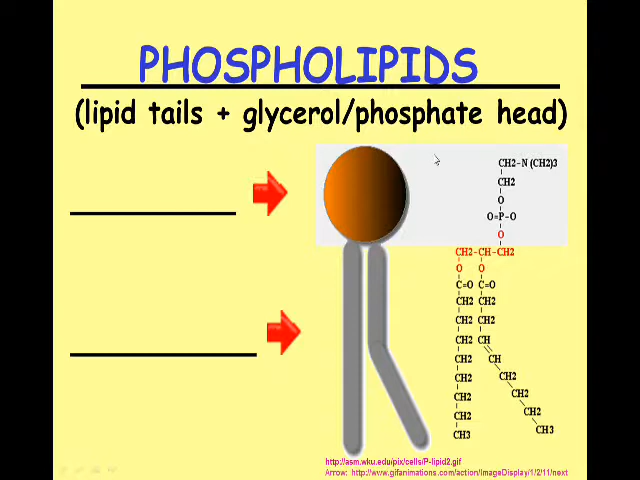 PHOSPHOLIPIDS
(lipid tails + glycerol/phosphate head)
CH2-N (CH2)3
CH2
O
O=P-O
O
CH2-CH-CH2
O O
C=O C=O
CH2 CH2
CH2 CH2
CH2 CH
CH2 CH
CH2 CH2
CH2 CH2
CH2 CH2
CH3 CH3
http://asm.wku.edu/pix/cells/P-lipid2.gif
Arrow: http://www.gifanimations.com/action/ImageDisplay/1/2/11/next